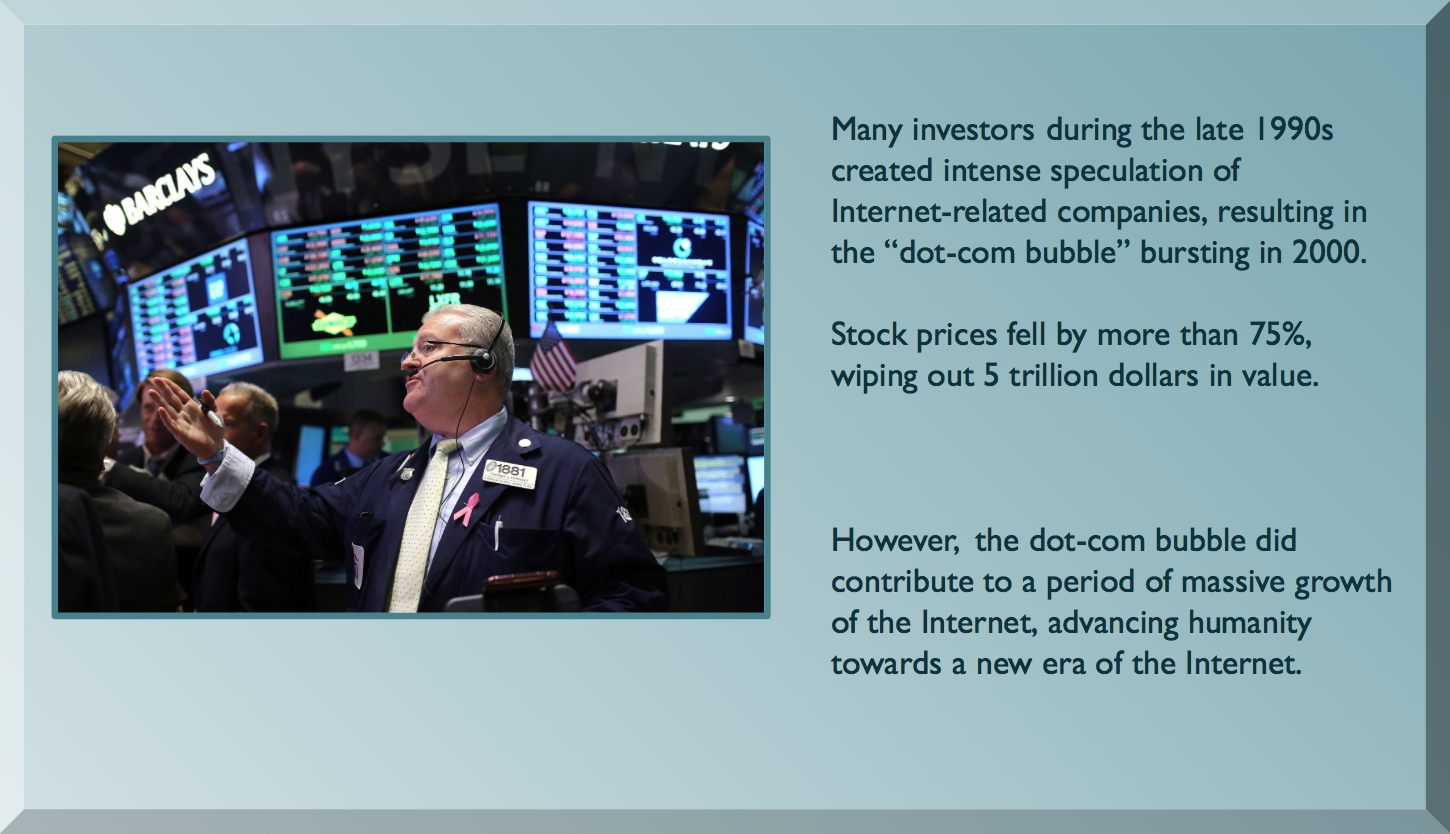 Many investors during the late 1990s
created intense speculation of
Internet-related companies, resulting in
the “dot-com bubble” bursting in 2000.
Stock prices fell by more than 75%,
wiping out 5 trillion dollars in value.
However, the dot-com bubble did
contribute to a period of massive growth
of the Internet, advancing humanity
towards a new era of the Internet.
BARCLAYS
LXFR
1334
1881